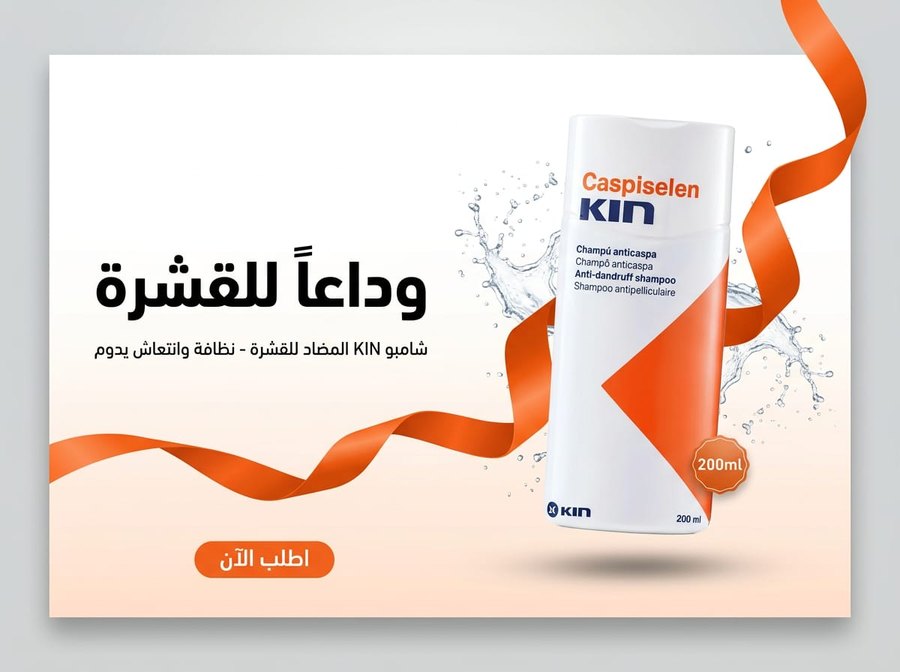 وداعاً للقشرة
شامبو KIN المضاد للقشرة - نظافة وانتعاش يدوم
اطلب الآن
Caspiselen
KIN
Champú anticaspa
Champô anticaspa
Anti-dandruff shampoo
Shampoo antipelliculaire
200ml
KIN
200 ml